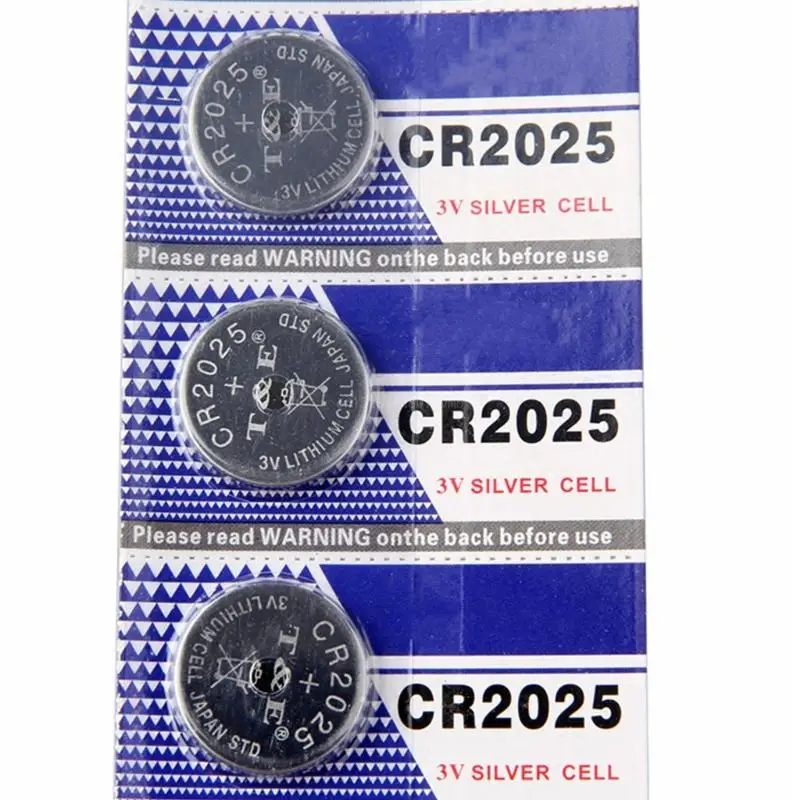 CR2025
T&E®
+
3V LITHIUM CELL JAPAN STD
CR2025
3V SILVER CELL
Please read WARNING onthe back before use
CR2025
T&E®
+
3V LITHIUM CELL JAPAN STD
CR2025
3V SILVER CELL
Please read WARNING onthe back before use
CR2025
T&E®
+
3V LITHIUM CELL JAPAN STD
CR2025
3V SILVER CELL